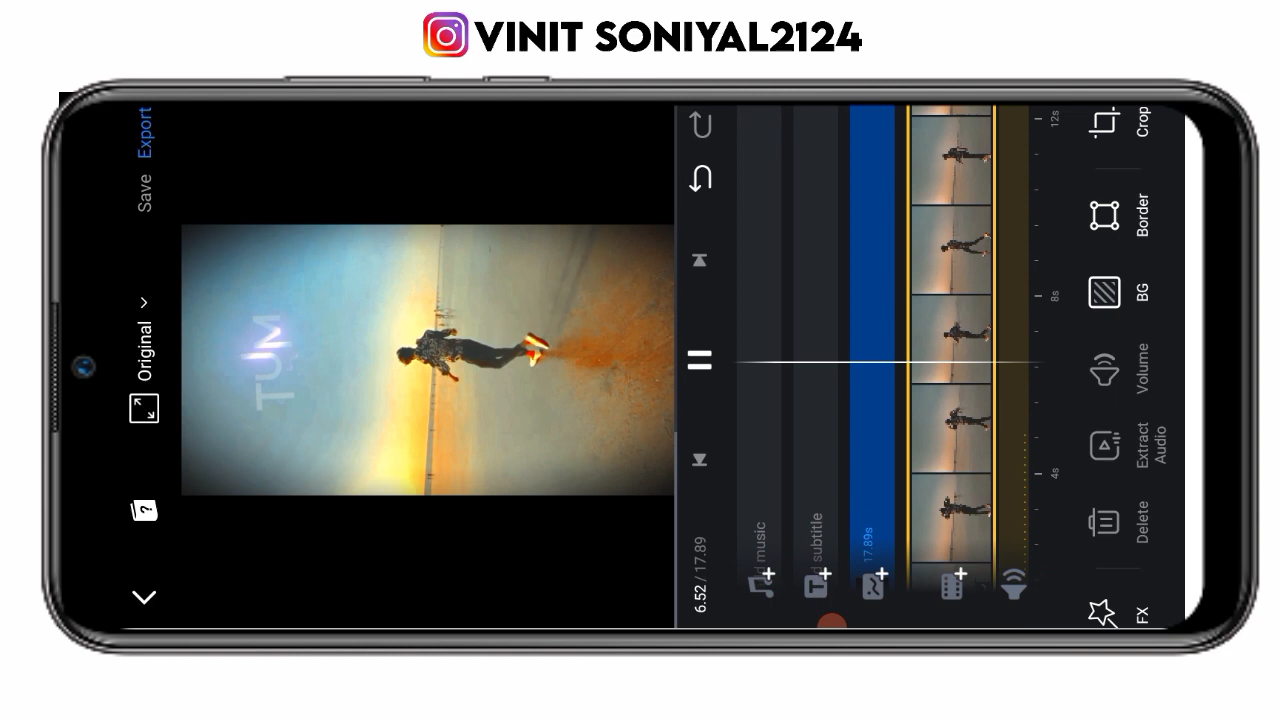 VINIT SONIYAL2124
Original
Save
Export
TUM
6.52 / 17.89
d music
d subtitle
17.89s
4s
8s
12s
FX
Delete
Extract
Audio
Volume
BG
Border
Crop